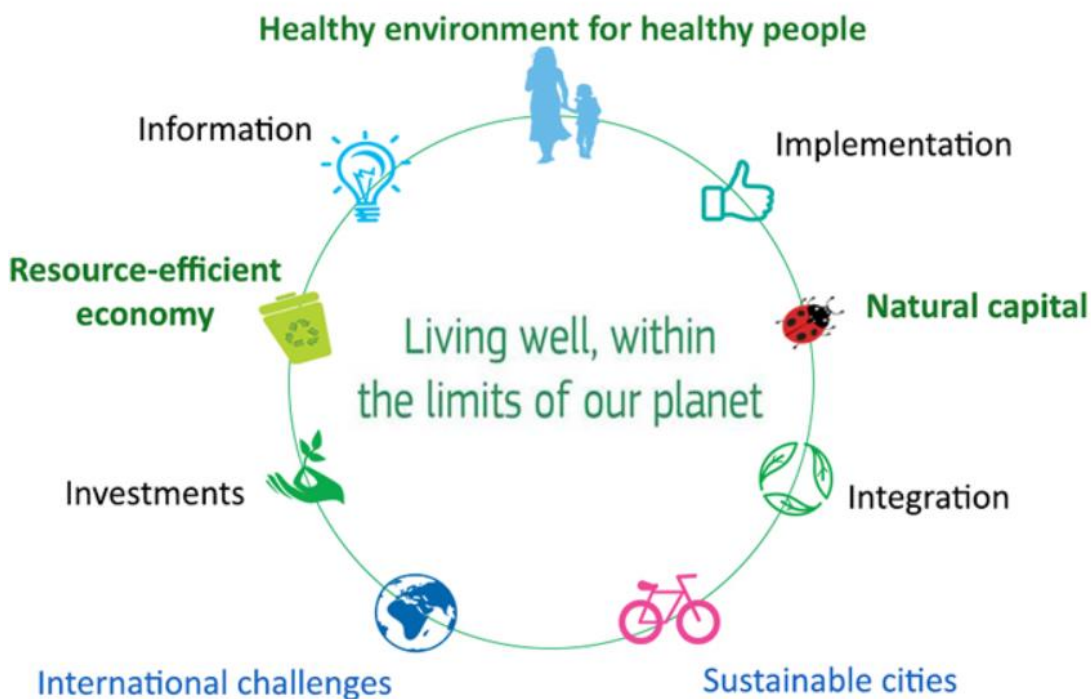 Healthy environment for healthy people
Information
Implementation
Resource-efficient
economy
Natural capital
Living well, within
the limits of our planet
Investments
Integration
International challenges
Sustainable cities